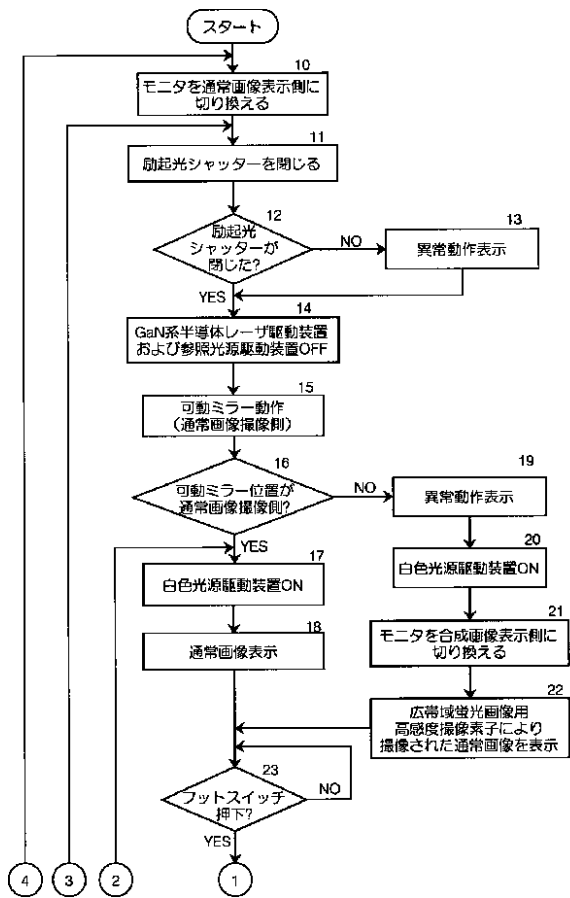 スタート
10
モニタを通常画像表示側に
切り換える
11
励起光シャッターを閉じる
12
励起光
シャッターが
閉じた?
NO
13
異常動作表示
YES
14
GaN系半導体レーザ駆動装置
および参照光源駆動装置OFF
15
可動ミラー動作
(通常画像撮像側)
16
可動ミラー位置が
通常画像撮像側?
NO
19
異常動作表示
YES
20
白色光源駆動装置ON
17
白色光源駆動装置ON
21
モニタを合成画像表示側に
切り換える
18
通常画像表示
22
広帯域蛍光画像用
高感度撮像素子により
撮像された通常画像を表示
23
フットスイッチ
押下?
NO
YES
4
3
2
1